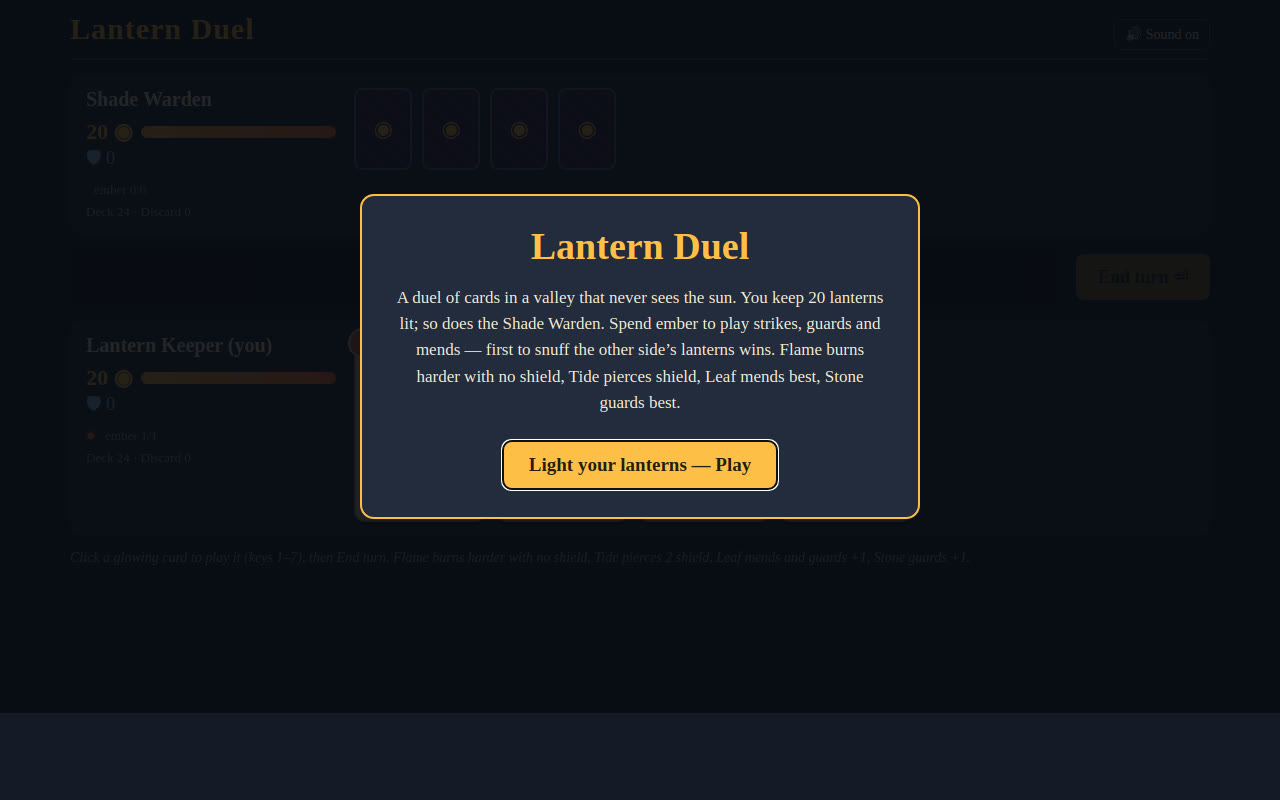 Lantern Duel
🔊 Sound on
Shade Warden
20 ◉
🛡 0
ember 0/0
Deck 24 · Discard 0
End turn ⏎
Lantern Keeper (you)
20 ◉
🛡 0
ember 1/1
Deck 24 · Discard 0
Lantern Duel
A duel of cards in a valley that never sees the sun. You keep 20 lanterns
lit; so does the Shade Warden. Spend ember to play strikes, guards and
mends — first to snuff the other side’s lanterns wins. Flame burns
harder with no shield, Tide pierces shield, Leaf mends best, Stone
guards best.
Light your lanterns — Play
Click a glowing card to play it (keys 1–7), then End turn. Flame burns harder with no shield, Tide pierces 2 shield, Leaf mends and guards +1, Stone guards +1.